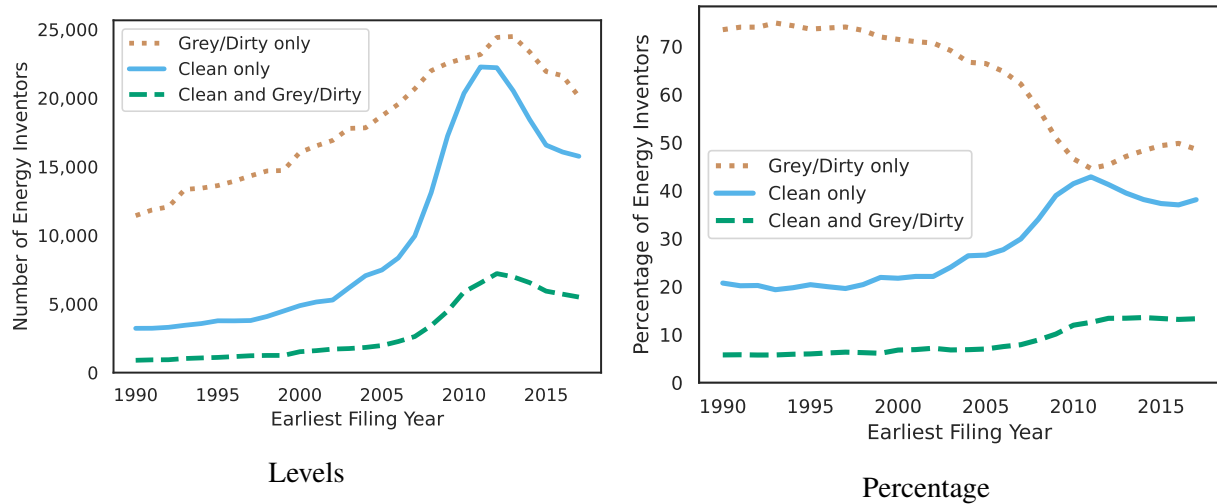 Number of Energy Inventors
25,000
20,000
15,000
10,000
5,000
0
Grey/Dirty only
Clean only
Clean and Grey/Dirty
1990 1995 2000 2005 2010 2015
Earliest Filing Year
Levels
Percentage of Energy Inventors
70
60
50
40
30
20
10
0
Grey/Dirty only
Clean only
Clean and Grey/Dirty
1990 1995 2000 2005 2010 2015
Earliest Filing Year
Percentage